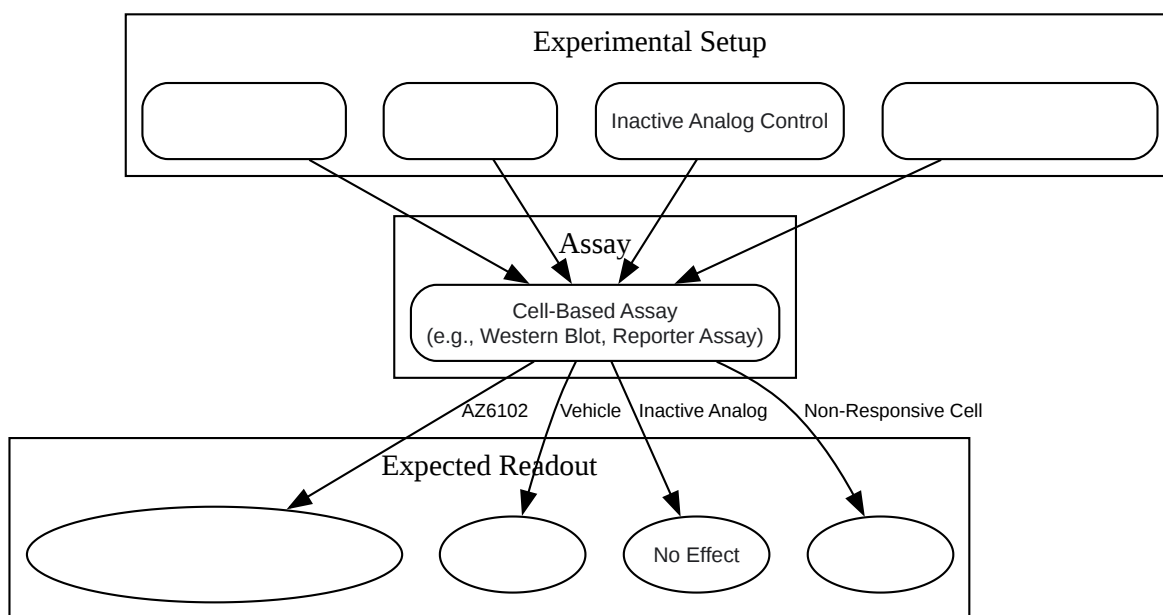 Experimental Setup
Inactive Analog Control
Assay
Cell-Based Assay
(e.g., Western Blot, Reporter Assay)
AZ6102
Vehicle
Inactive Analog
Non-Responsive Cell
Expected Readout
No Effect